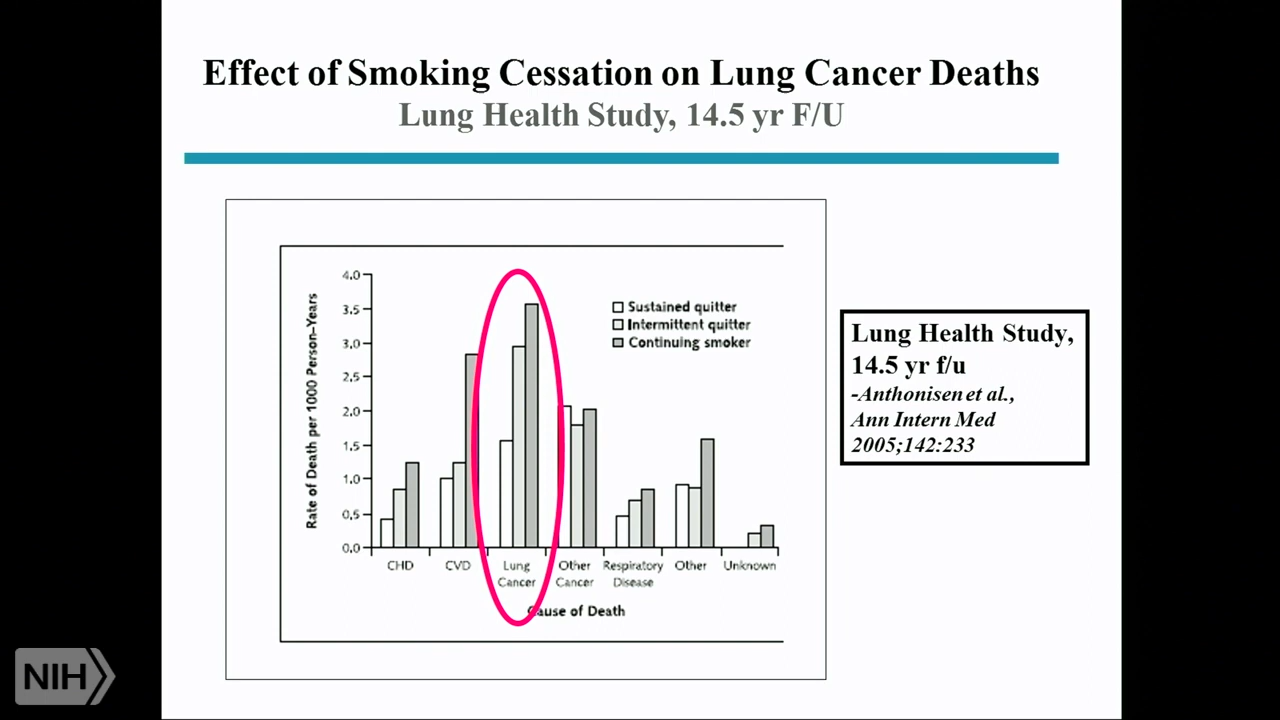 Effect of Smoking Cessation on Lung Cancer Deaths
Lung Health Study, 14.5 yr F/U
Rate of Death per 1000 Person–Years
4.0
3.5
3.0
2.5
2.0
1.5
1.0
0.5
0.0
Sustained quitter
Intermittent quitter
Continuing smoker
CHD
CVD
Lung
Cancer
Other
Cancer
Respiratory
Disease
Other
Unknown
Cause of Death
Lung Health Study,
14.5 yr f/u
-Anthonisen et al.,
Ann Intern Med
2005;142:233
NIH